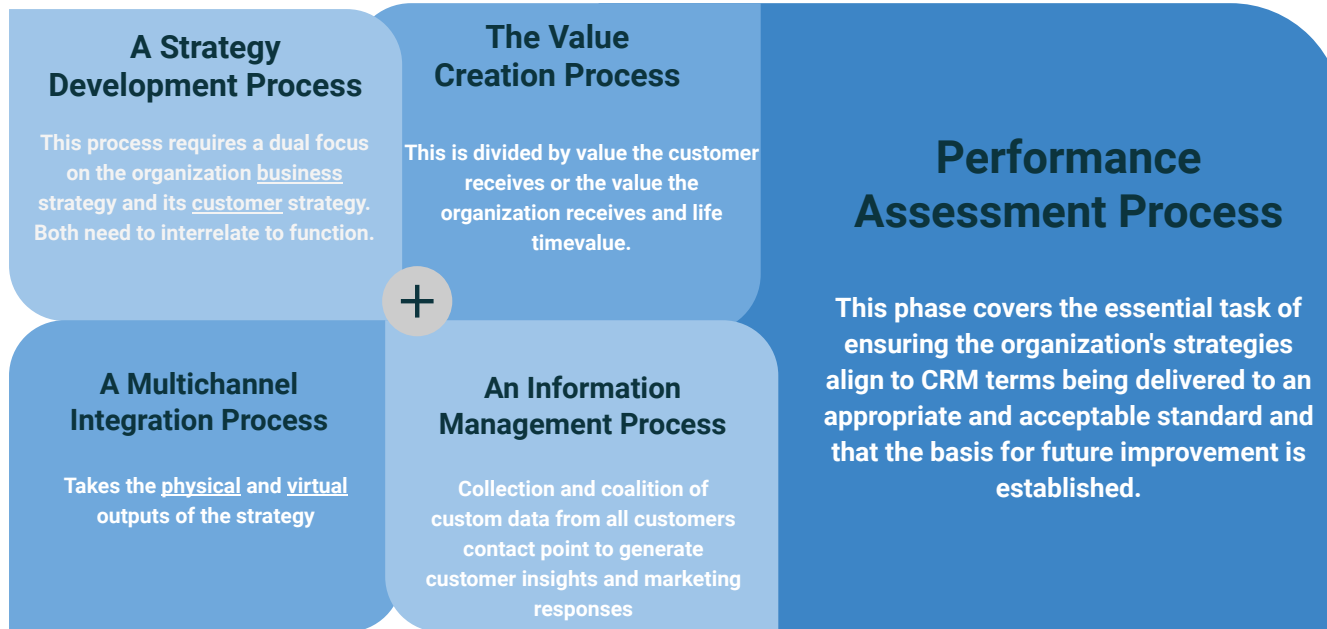 A Strategy
Development Process
This process requires a dual focus
on the organization business
strategy and its customer strategy.
Both need to interrelate to function.
The Value
Creation Process
This is divided by value the customer
receives or the value the
organization receives and life
timevalue.
+
A Multichannel
Integration Process
Takes the physical and virtual
outputs of the strategy
An Information
Management Process
Collection and coalition of
custom data from all customers
contact point to generate
customer insights and marketing
responses
Performance
Assessment Process
This phase covers the essential task of
ensuring the organization's strategies
align to CRM terms being delivered to an
appropriate and acceptable standard and
that the basis for future improvement is
established.